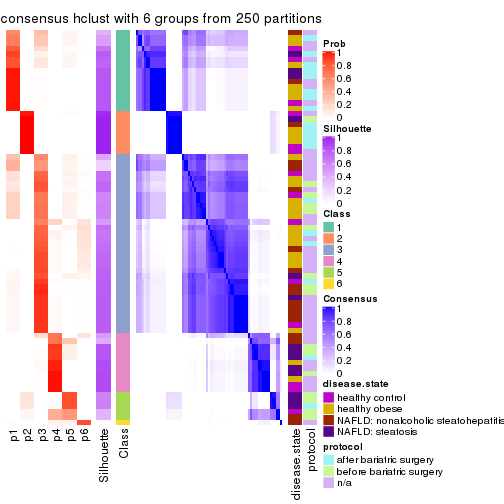 consensus hclust with 6 groups from 250 partitions
Prob
1
0.8
0.6
0.4
0.2
0
Silhouette
1
0.8
0.6
0.4
0.2
0
Class
1
2
3
4
5
6
Consensus
1
0.8
0.6
0.4
0.2
0
disease.state
healthy control
healthy obese
NAFLD: nonalcoholic steatohepatitis
NAFLD: steatosis
protocol
after bariatric surgery
before bariatric surgery
n/a
p1
p2
p3
p4
p5
p6
Silhouette
Class
disease.state
protocol